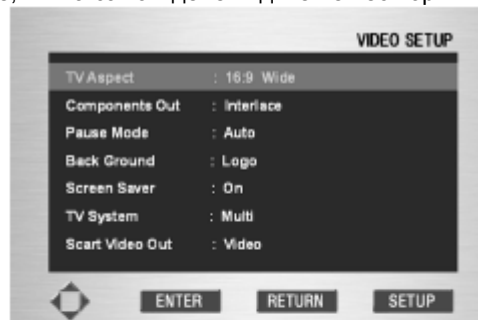 VIDEO SETUP
TV Aspect : 16:9 Wide
Components Out : Interlace
Pause Mode : Auto
Back Ground : Logo
Screen Saver : On
TV System : Multi
Scart Video Out : Video
ENTER RETURN SETUP